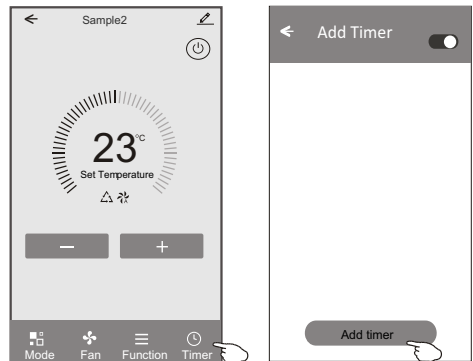 Sample2
23°C
Set Temperature
Mode Fan Function Timer
Add Timer
Add timer